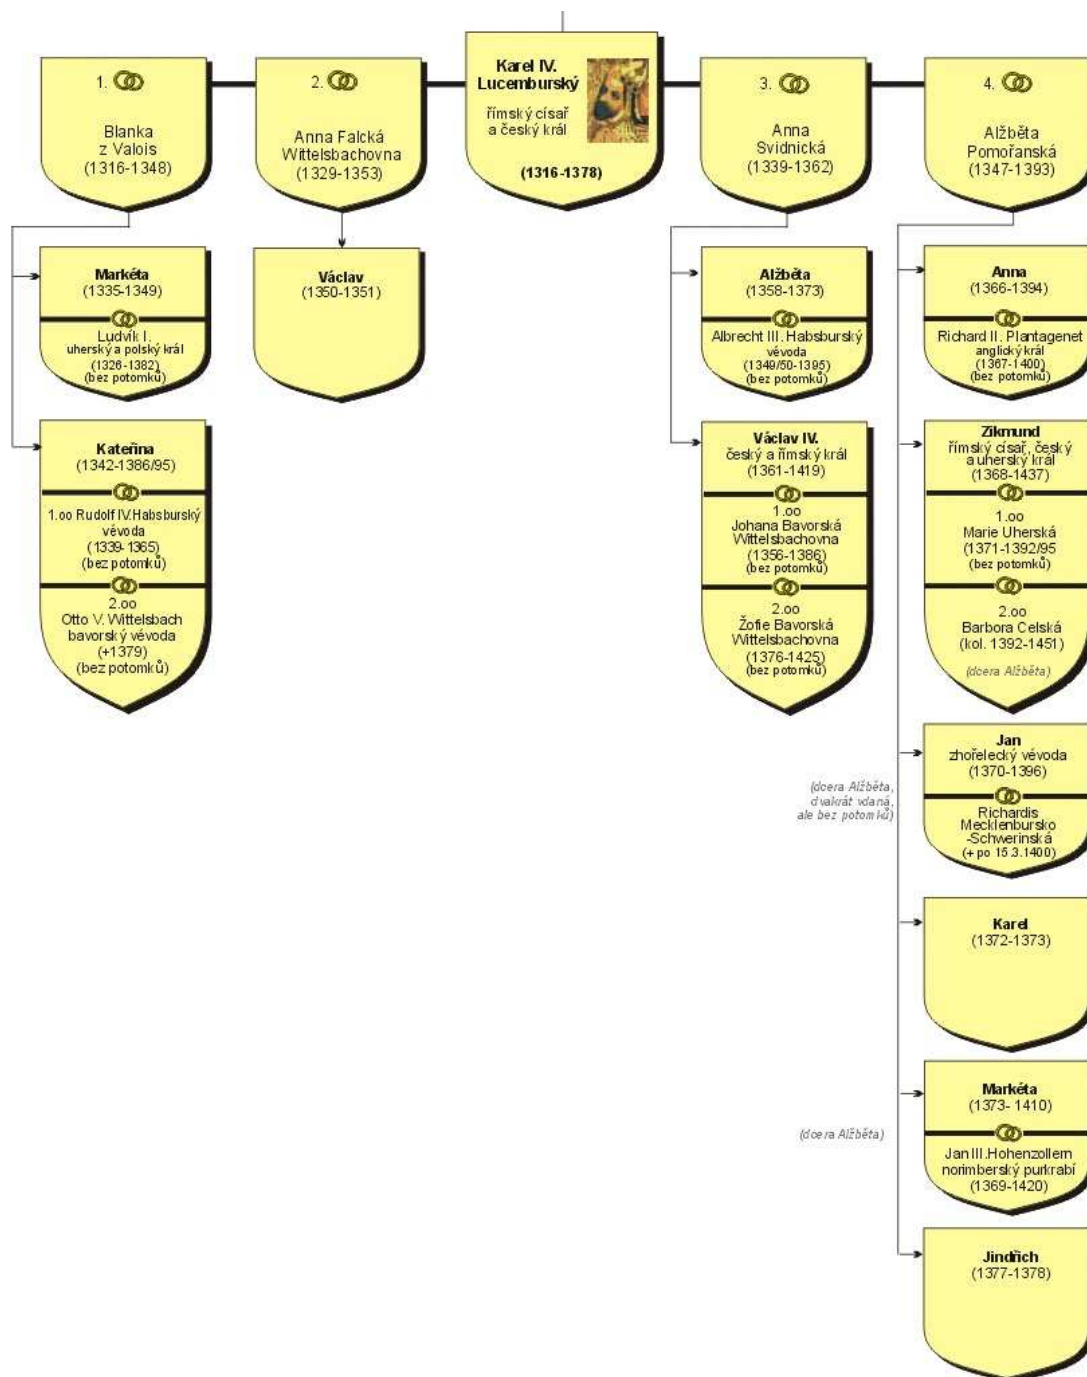 1.
Blanka
z Valois
(1316-1348)
2.
Anna Falcká
Wittelsbachovna
(1329-1353)
Karel IV.
Lucemburský
římský císař
a český král
(1316-1378)
3.
Anna
Svidnická
(1339-1362)
4.
Alžběta
Pomořanská
(1347-1393)
Markéta
(1335-1349)
Ludvík I.
uherský a polský král
(1326-1382)
(bez potomků)
Kateřina
(1342-1386/95)
1.oo Rudolf IV.Habsburský
vévoda
(1339-1365)
(bez potomků)
2.oo
Otto V. Wittelsbach
bavorský vévoda
(+1379)
(bez potomků)
Václav
(1350-1351)
Alžběta
(1358-1373)
Albrecht III. Habsburský
vévoda
(1349/50-1395)
(bez potomků)
Václav IV.
český a římský král
(1361-1419)
1.oo
Johana Bavorská
Wittelsbachovna
(1356-1386)
(bez potomků)
2.oo
Žofie Bavorská
Wittelsbachovna
(1376-1425)
(bez potomků)
Anna
(1366-1394)
Richard II. Plantagenet
anglický král
(1367-1400)
(bez potomků)
Zikmund
římský císař, český
a uherský král
(1368-1437)
1.oo
Marie Uherská
(1371-1392/95
(bez potomků)
2.oo
Barbora Celská
(kol. 1392-1451)
(dcera Alžběta)
Jan
zhořelecký vévoda
(1370-1396)
Richardis
Mecklenbursko
-Schwerinská
(+ po 15.3.1400)
(dcera Alžběta,
dvakrát vdaná,
ale bez potomků)
Karel
(1372-1373)
Markéta
(1373- 1410)
Jan III.Hohenzollern
norimberský purkrabí
(1369-1420)
(dcera Alžběta)
Jindřich
(1377-1378)